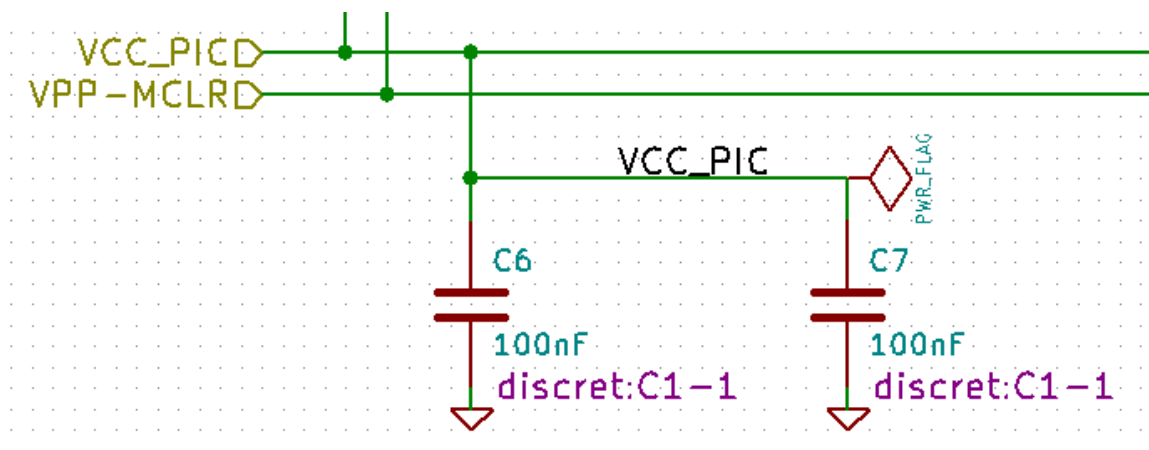 VCC_PIC
VPP-MCLR
VCC_PIC
PWR_FLAG
C6
C7
100nF
100nF
discret:C1-1
discret:C1-1